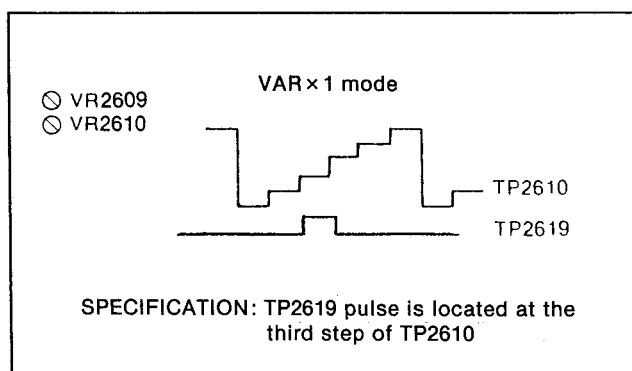 VAR × 1 mode
⃠ VR2609
⃠ VR2610
TP2610
TP2619
SPECIFICATION: TP2619 pulse is located at the
third step of TP2610